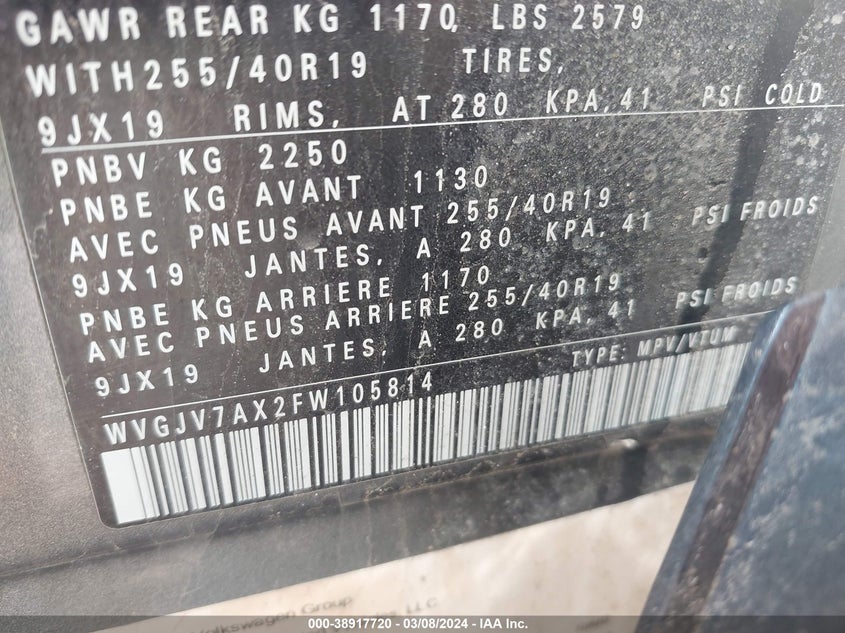 GAWR REAR KG 1170, LBS 2579
WITH255/40R19 TIRES,
9JX19 RIMS, AT 280 KPA,41 PSI COLD
PNBV KG 2250
PNBE KG AVANT 1130
AVEC PNEUS AVANT 255/40R19
9JX19 JANTES, A 280 KPA, 41 PSI FROIDS
PNBE KG ARRIERE 1170
AVEC PNEUS ARRIERE 255/40R19
9JX19 JANTES, A 280 KPA, 41 PSI FROIDS
TYPE: MPV/VTUM
WVGJV7AX2FW105814
Volkswagen Group
LLC
000-38917720 - 03/08/2024 - IAA Inc.